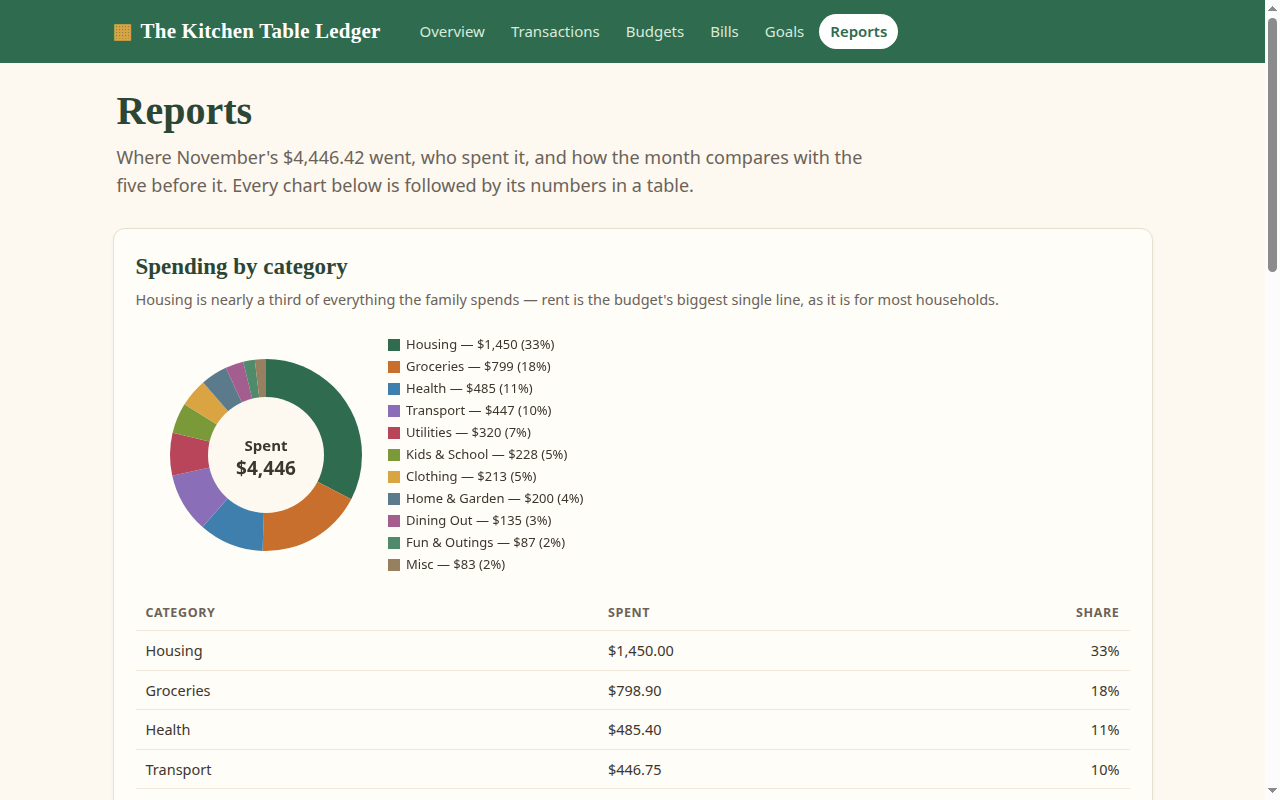 The Kitchen Table Ledger
Overview
Transactions
Budgets
Bills
Goals
Reports
Reports
Where November's $4,446.42 went, who spent it, and how the month compares with the
five before it. Every chart below is followed by its numbers in a table.
Spending by category
Housing is nearly a third of everything the family spends — rent is the budget's biggest single line, as it is for most households.
Spent
$4,446
Housing — $1,450 (33%)
Groceries — $799 (18%)
Health — $485 (11%)
Transport — $447 (10%)
Utilities — $320 (7%)
Kids & School — $228 (5%)
Clothing — $213 (5%)
Home & Garden — $200 (4%)
Dining Out — $135 (3%)
Fun & Outings — $87 (2%)
Misc — $83 (2%)
CATEGORY SPENT SHARE
Housing $1,450.00 33%
Groceries $798.90 18%
Health $485.40 11%
Transport $446.75 10%